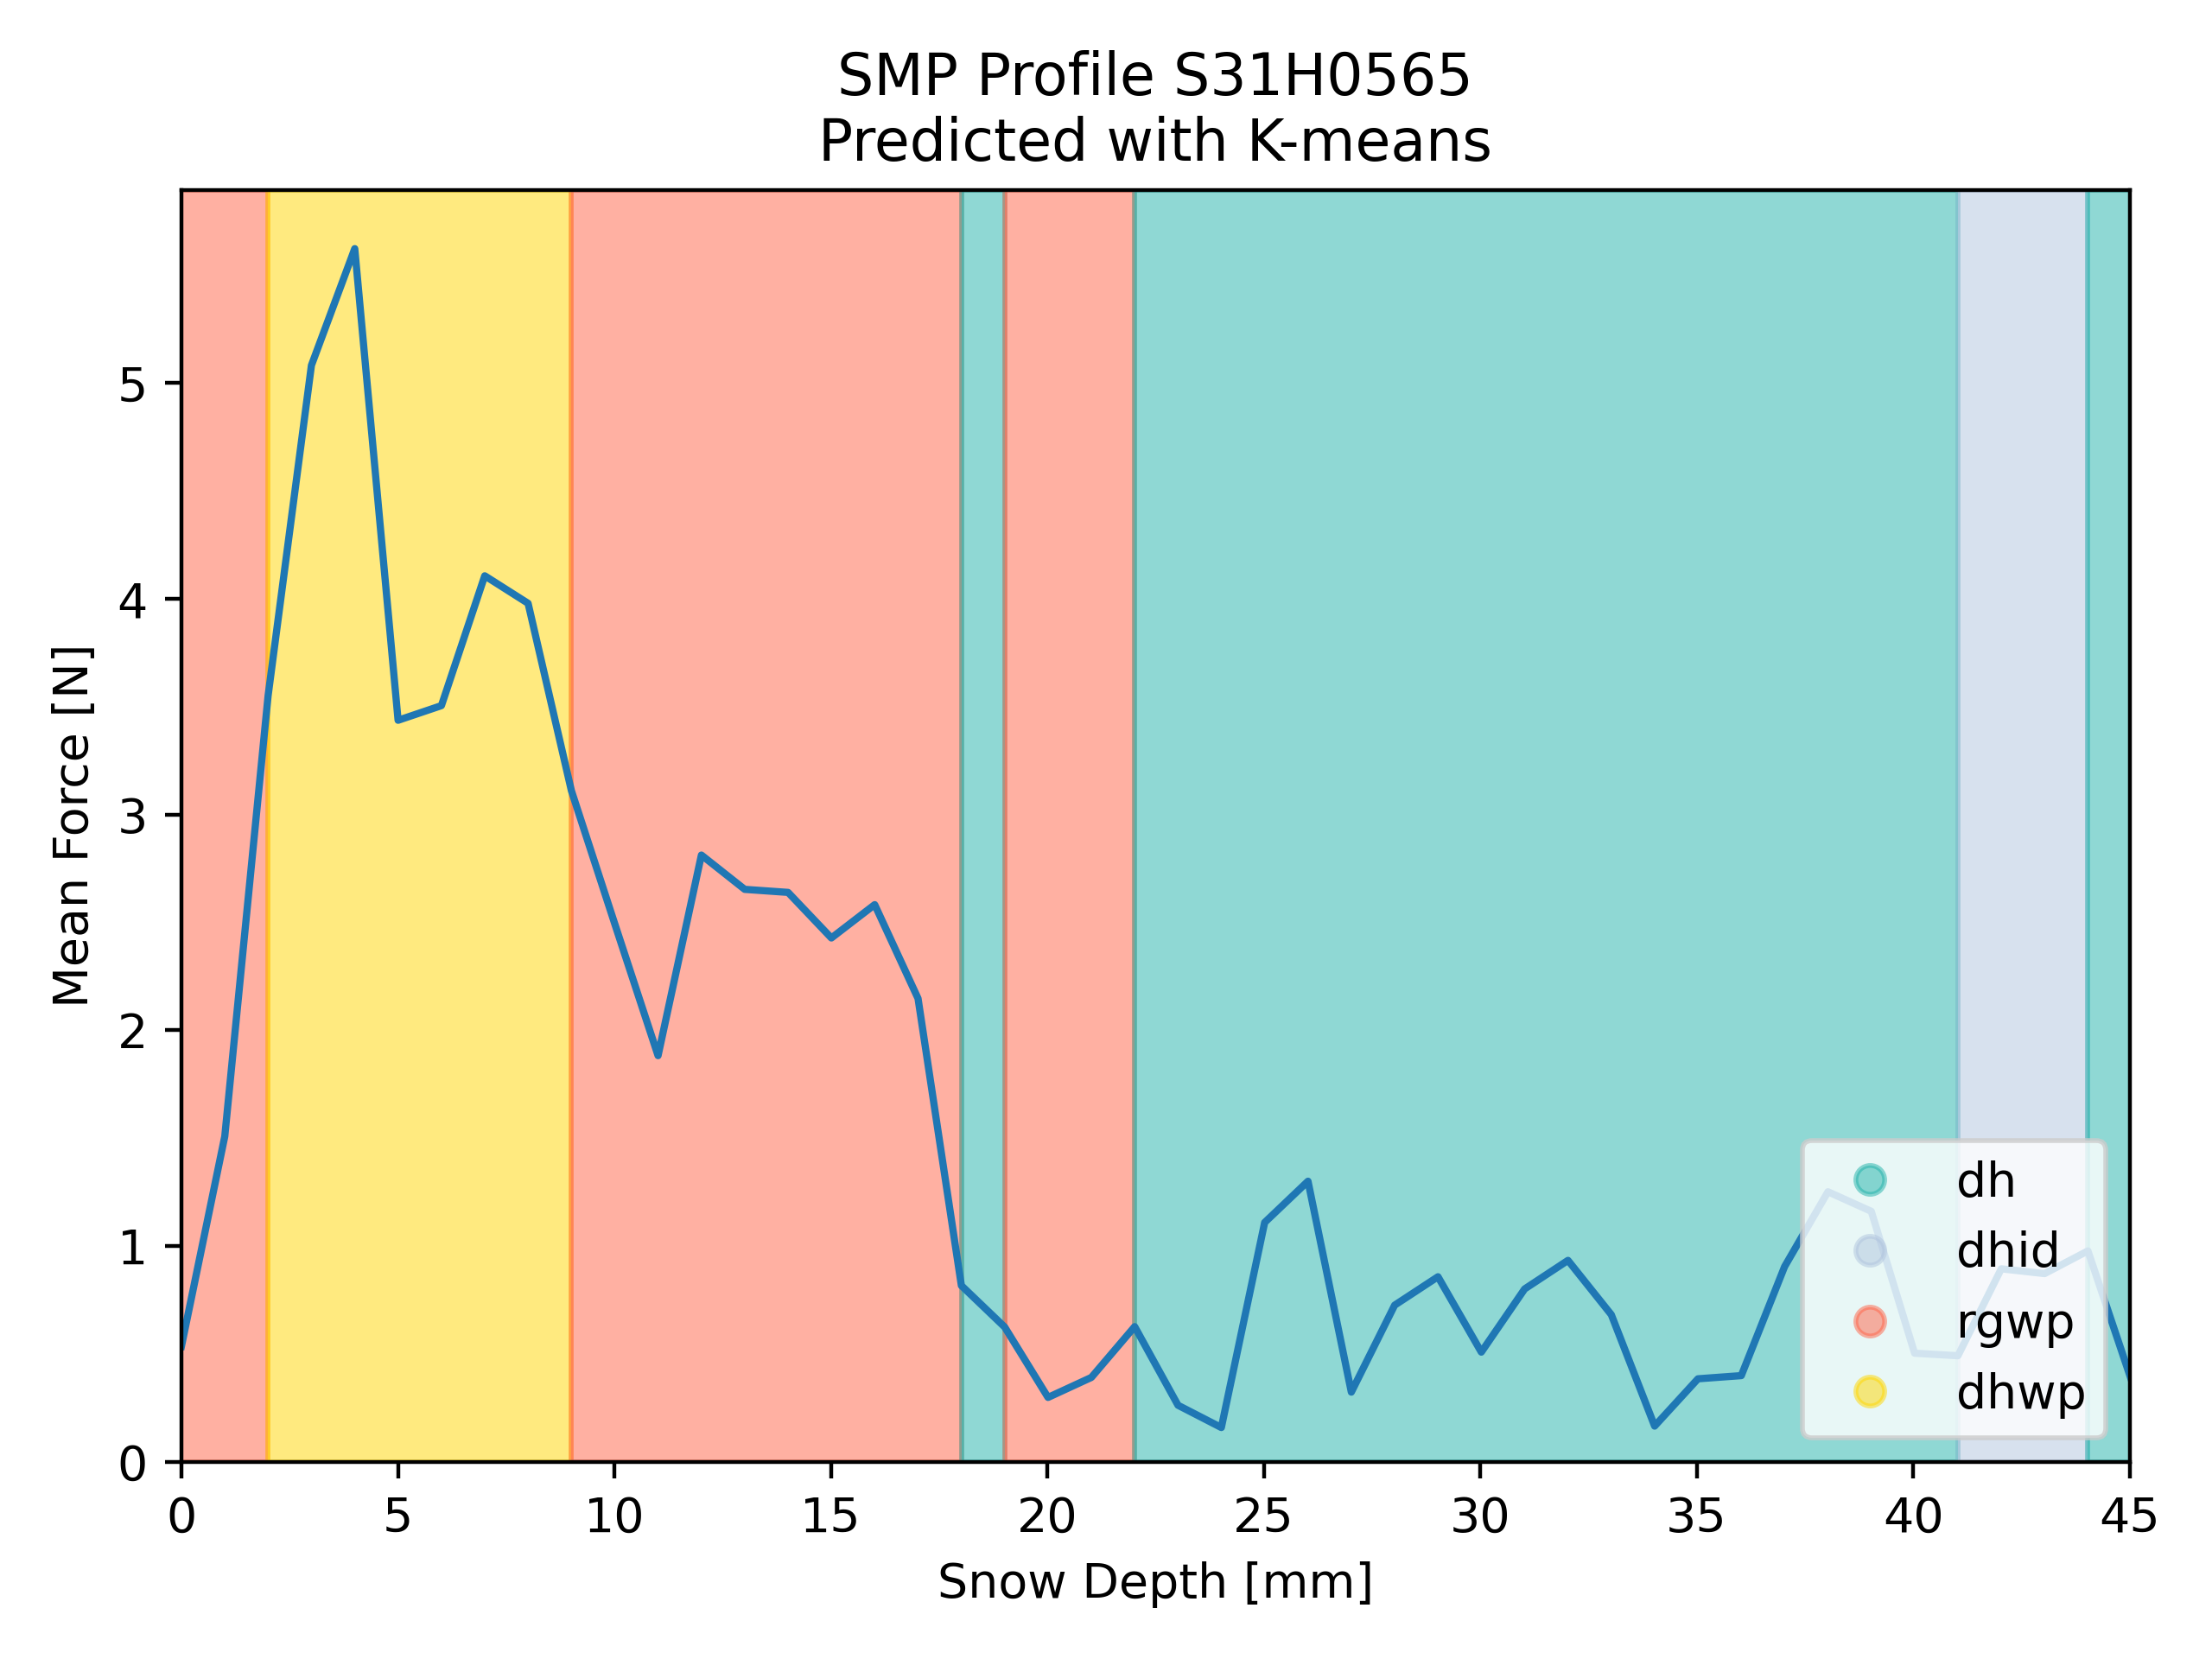 SMP Profile S31H0565
Predicted with K-means
Mean Force [N]
5
4
3
2
1
0
dh
dhid
rgwp
dhwp
0 5 10 15 20 25 30 35 40 45
Snow Depth [mm]